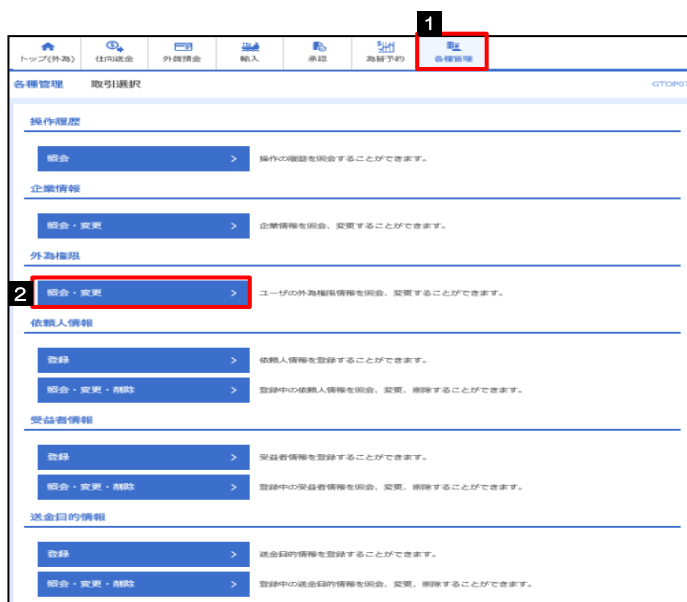 1
トップ(外為) 仕向送金 外貨預金 輸入 承認 為替予約 各種管理
各種管理 取引選択 GTOP07
操作履歴
照会 > 操作の履歴を照会することができます。
企業情報
照会・変更 > 企業情報を照会、変更することができます。
外為権限
2 照会・変更 > ユーザの外為権限情報を照会、変更することができます。
依頼人情報
登録 > 依頼人情報を登録することができます。
照会・変更・削除 > 登録中の依頼人情報を照会、変更、削除することができます。
受益者情報
登録 > 受益者情報を登録することができます。
照会・変更・削除 > 登録中の受益者情報を照会、変更、削除することができます。
送金目的情報
登録 > 送金目的情報を登録することができます。
照会・変更・削除 > 登録中の送金目的情報を照会、変更、削除することができます。